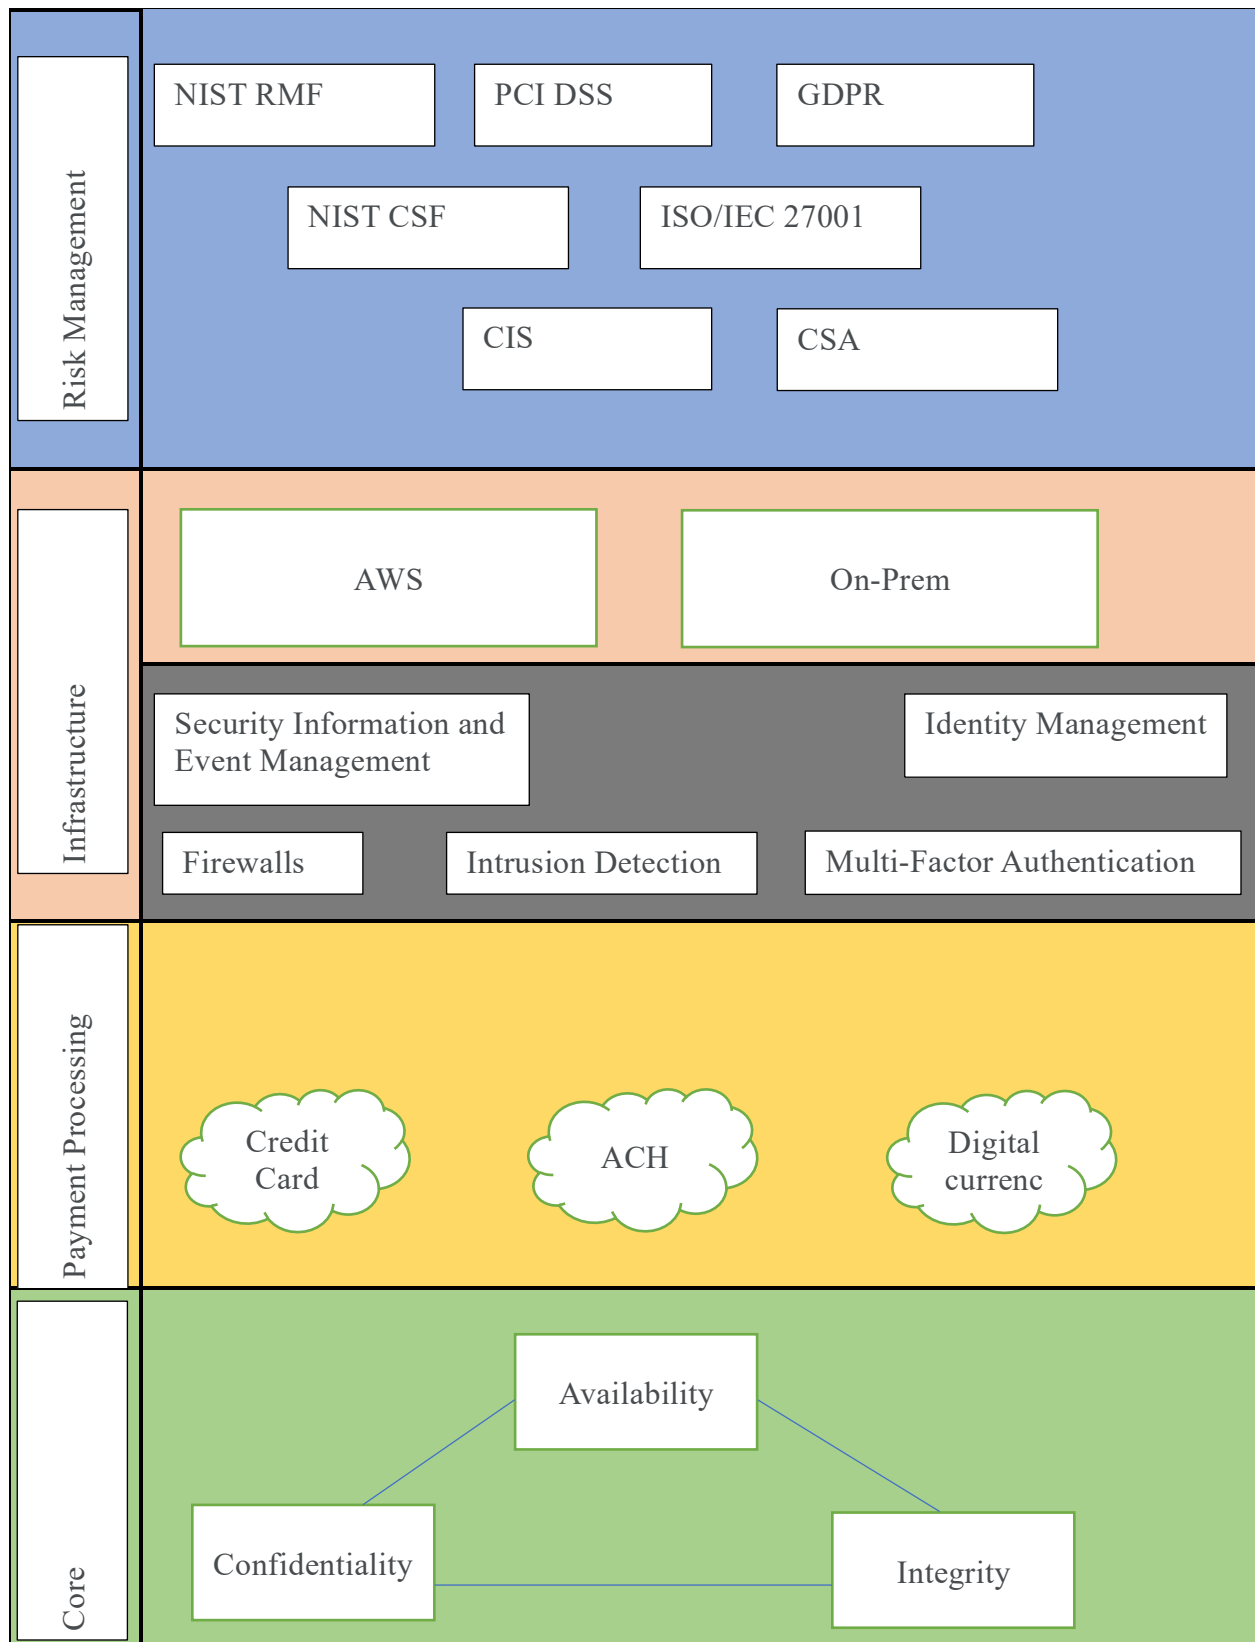 Risk Management
NIST RMF
PCI DSS
GDPR
NIST CSF
ISO/IEC 27001
CIS
CSA
Infrastructure
AWS
On-Prem
Security Information and
Event Management
Identity Management
Firewalls
Intrusion Detection
Multi-Factor Authentication
Payment Processing
Credit
Card
ACH
Digital
currenc
Core
Availability
Confidentiality
Integrity